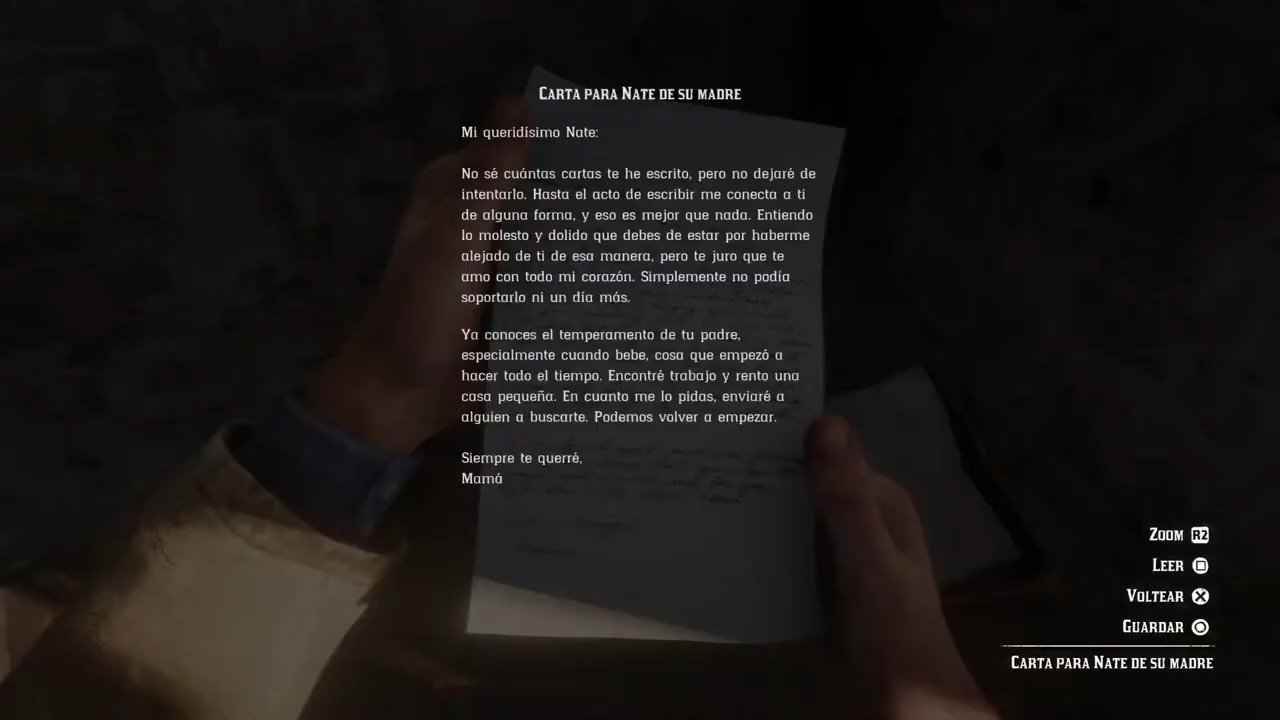 Carta para Nate de su madre
Mi queridísimo Nate:
No sé cuántas cartas te he escrito, pero no dejaré de
intentarlo. Hasta el acto de escribir me conecta a ti
de alguna forma, y eso es mejor que nada. Entiendo
lo molesto y dolido que debes de estar por haberme
alejado de ti de esa manera, pero te juro que te
amo con todo mi corazón. Simplemente no podía
soportarlo ni un día más.
Ya conoces el temperamento de tu padre,
especialmente cuando bebe, cosa que empezó a
hacer todo el tiempo. Encontré trabajo y rento una
casa pequeña. En cuanto me lo pidas, enviaré a
alguien a buscarte. Podemos volver a empezar.
Siempre te querré,
Mamá
Zoom R2
Leer
Voltear
Guardar
Carta para Nate de su madre